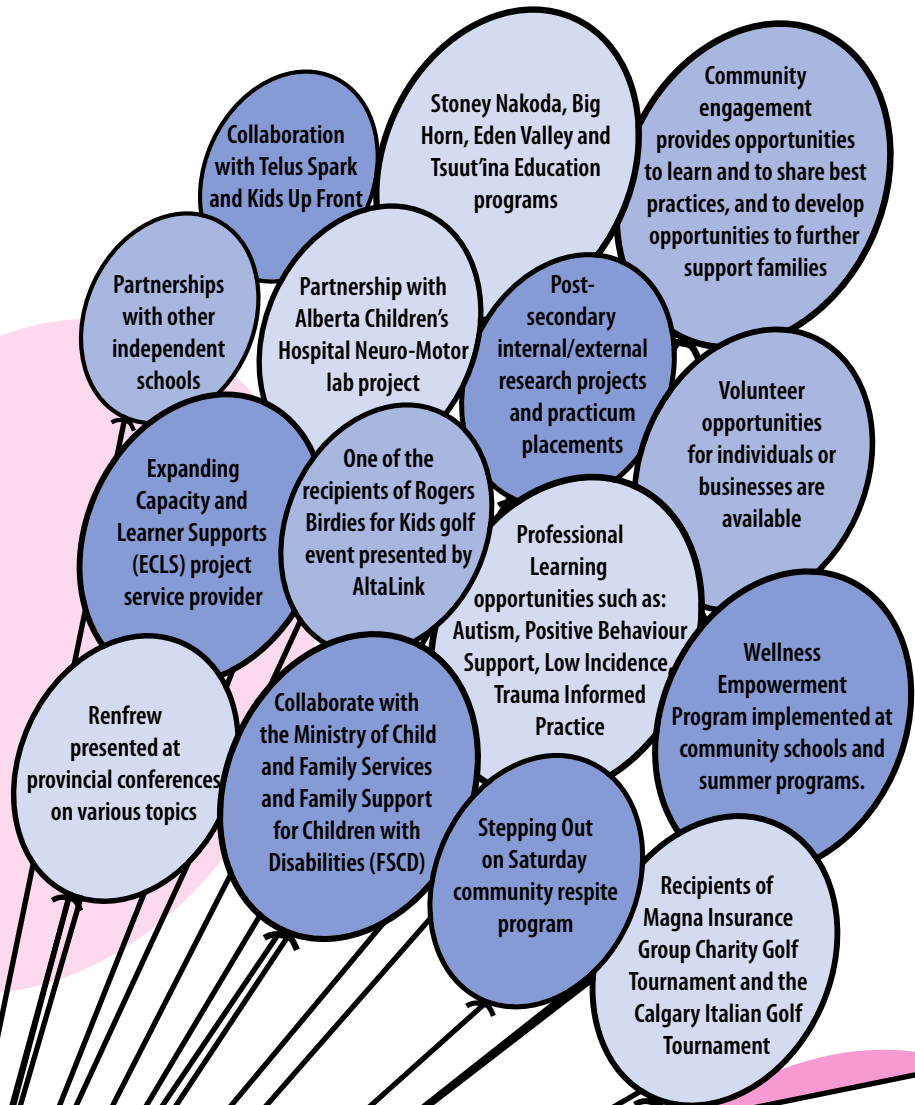 Collaboration
with Telus Spark
and Kids Up Front
Stoney Nakoda, Big
Horn, Eden Valley and
Tsuut'ina Education
programs
Community
engagement
provides opportunities
to learn and to share best
practices, and to develop
opportunities to further
support families
Partnerships
with other
independent
schools
Partnership with
Alberta Children's
Hospital Neuro-Motor
lab project
Post-
secondary
internal/external
research projects
and practicum
placements
Volunteer
opportunities
for individuals or
businesses are
available
Expanding
Capacity and
Learner Supports
(ECLS) project
service provider
One of the
recipients of Rogers
Birdies for Kids golf
event presented by
AltaLink
Professional
Learning
opportunities such as:
Autism, Positive Behaviour
Support, Low Incidence,
Trauma Informed
Practice
Wellness
Empowerment
Program implemented at
community schools and
summer programs.
Renfrew
presented at
provincial conferences
on various topics
Collaborate with
the Ministry of Child
and Family Services
and Family Support
for Children with
Disabilities (FSCD)
Stepping Out
on Saturday
community respite
program
Recipients of
Magna Insurance
Group Charity Golf
Tournament and the
Calgary Italian Golf
Tournament